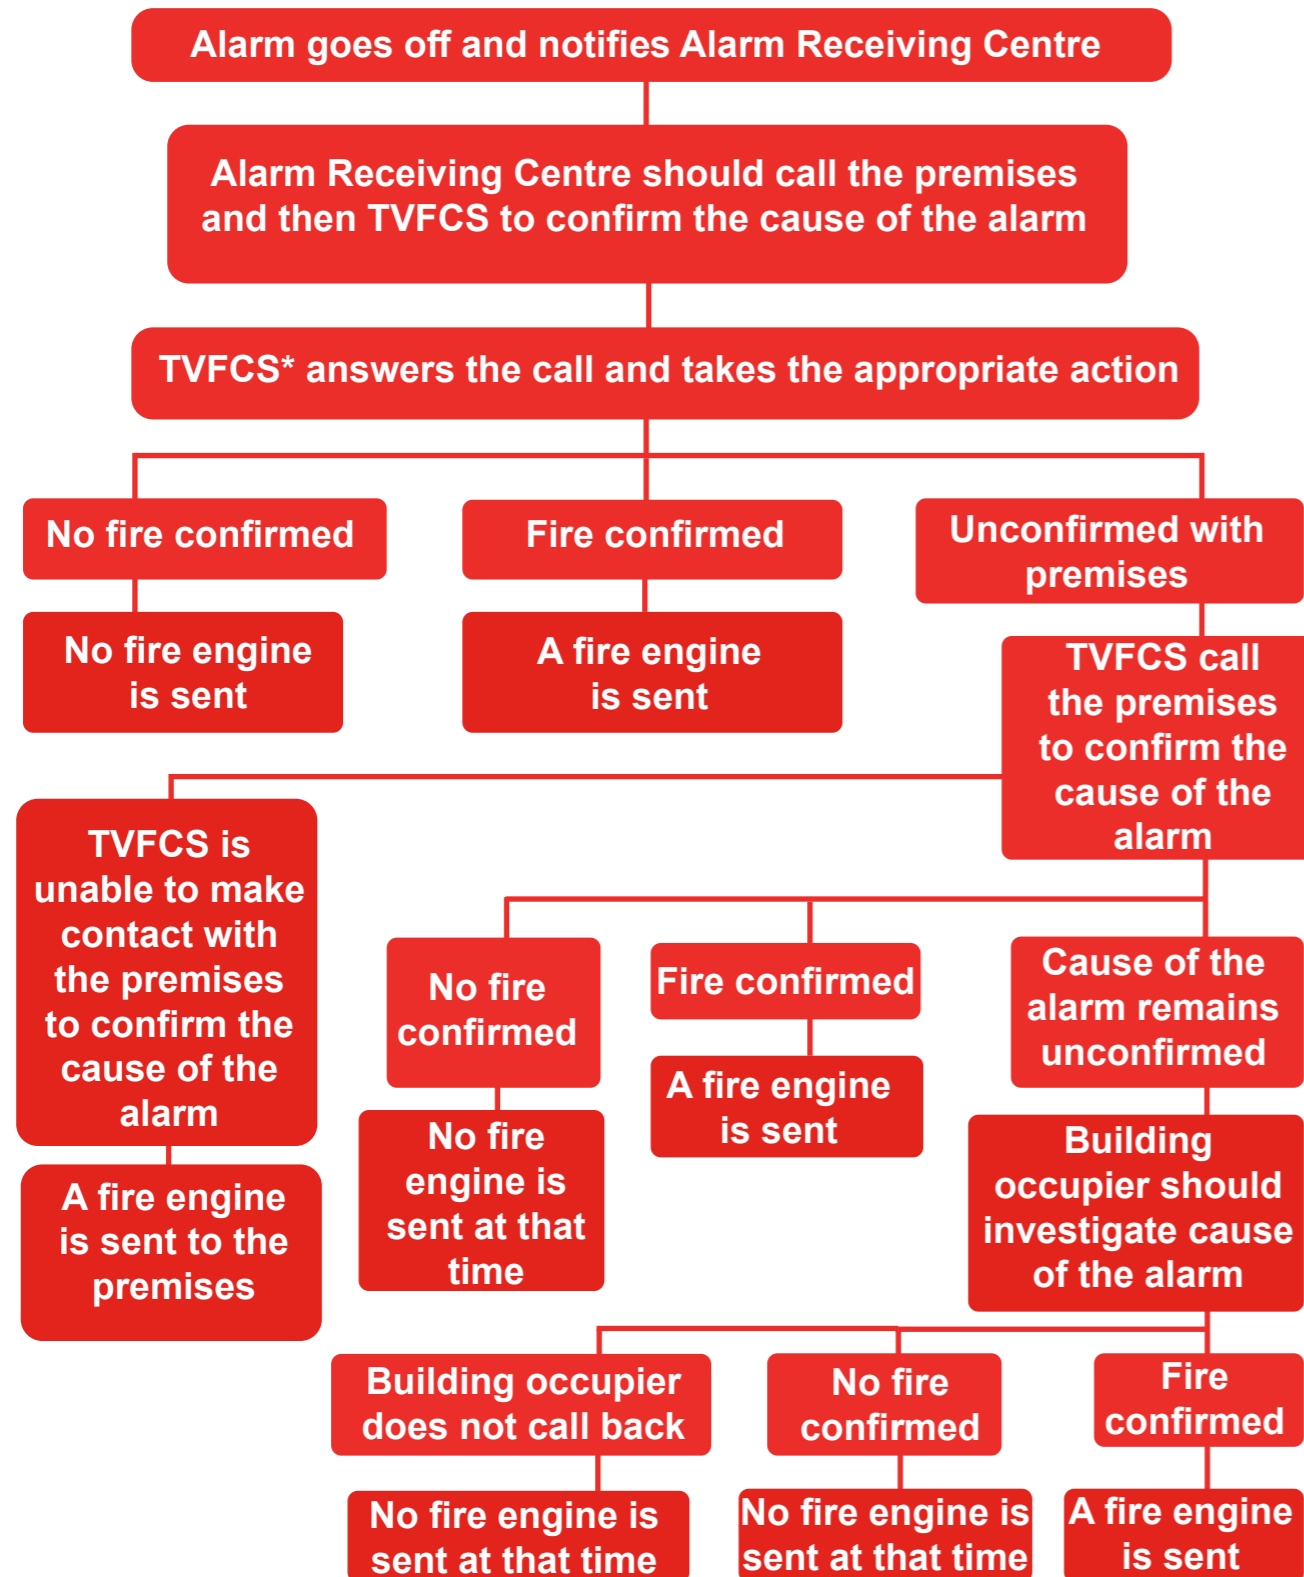 Alarm goes off and notifies Alarm Receiving Centre
Alarm Receiving Centre should call the premises
and then TVFCS to confirm the cause of the alarm
TVFCS* answers the call and takes the appropriate action
No fire confirmed
No fire engine
is sent
Fire confirmed
A fire engine
is sent
Unconfirmed with
premises
TVFCS call
the premises
to confirm the
cause of the
alarm
TVFCS is
unable to make
contact with
the premises
to confirm the
cause of the
alarm
A fire engine
is sent to the
premises
No fire
confirmed
No fire
engine is
sent at that
time
Fire confirmed
A fire engine
is sent
Cause of the
alarm remains
unconfirmed
Building
occupier should
investigate cause
of the alarm
Building occupier
does not call back
No fire engine is
sent at that time
No fire
confirmed
No fire engine is
sent at that time
Fire
confirmed
A fire engine
is sent